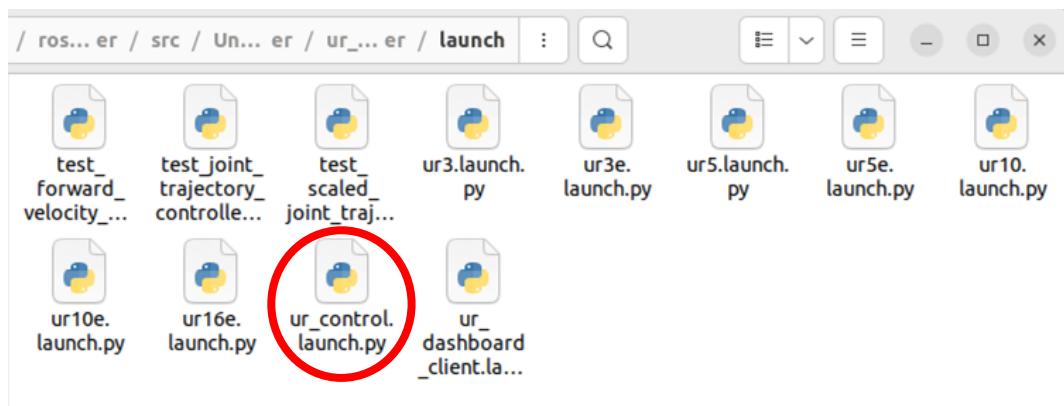 / ros... er / src / Un... er / ur_... er / launch
test_
forward_
velocity_...
test_joint_
trajectory_
controlle...
test_
scaled_
joint_traj...
ur3.launch.
py
ur3e.
launch.py
ur5.launch.
py
ur5e.
launch.py
ur10.
launch.py
ur10e.
launch.py
ur16e.
launch.py
ur_control.
launch.py
ur_
dashboard
_client.la...